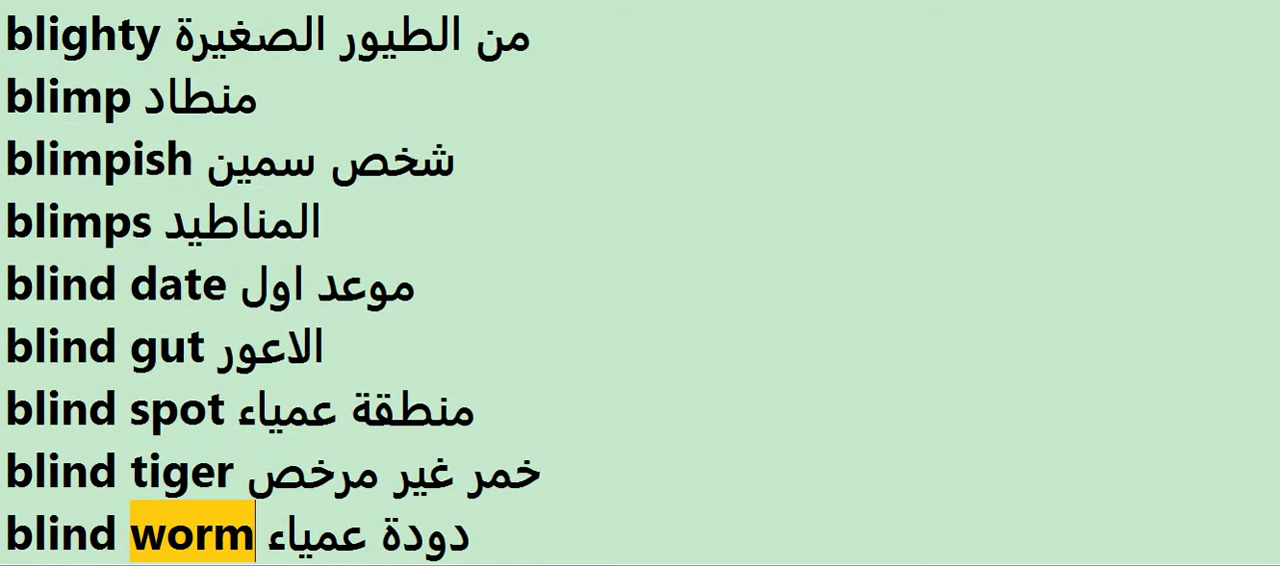 blighty من الطيور الصغيرة
blimp منطاد
blimpish شخص سمين
blimps المناطيد
blind date موعد اول
blind gut الاعور
blind spot منطقة عمياء
blind tiger خمر غير مرخص
blind worm دودة عمياء